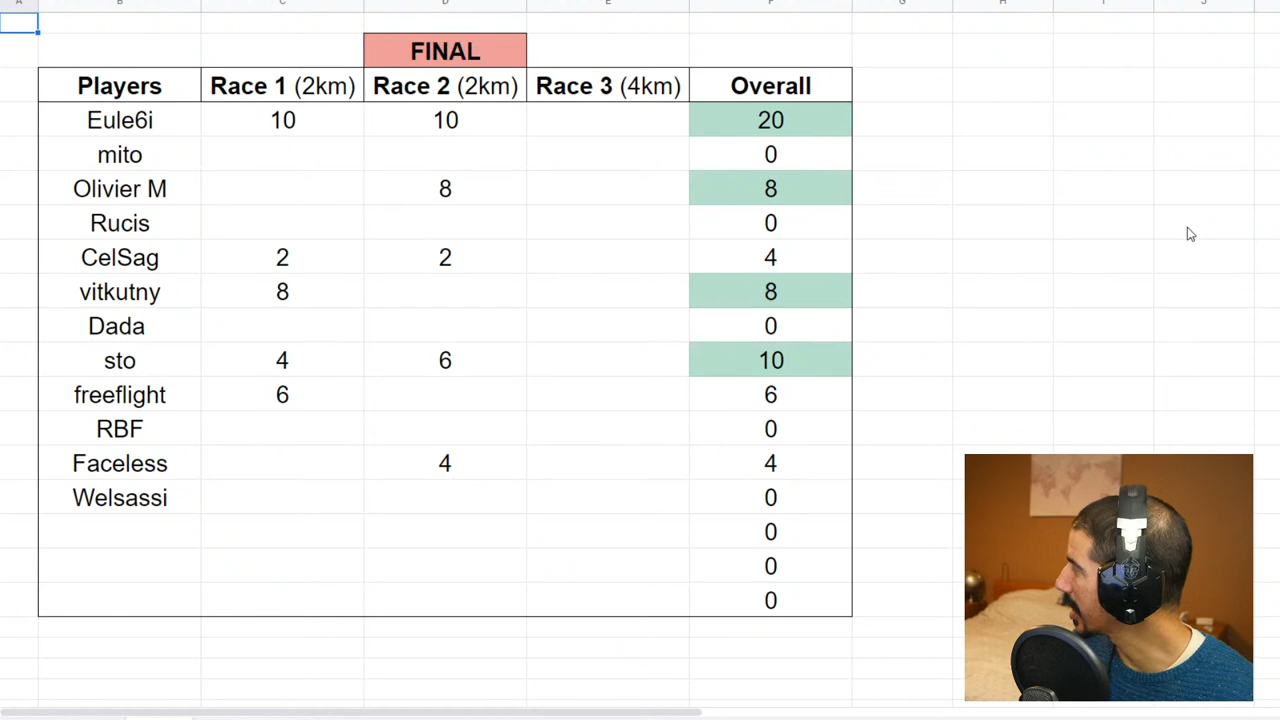 FINAL
Players Race 1 (2km) Race 2 (2km) Race 3 (4km) Overall
Eule6i 10 10 20
mito 0
Olivier M 8 8
Rucis 0
CelSag 2 2 4
vitkutny 8 8
Dada 0
sto 4 6 10
freeflight 6 6
RBF 0
Faceless 4 4
Welsassi 0
0
0
0